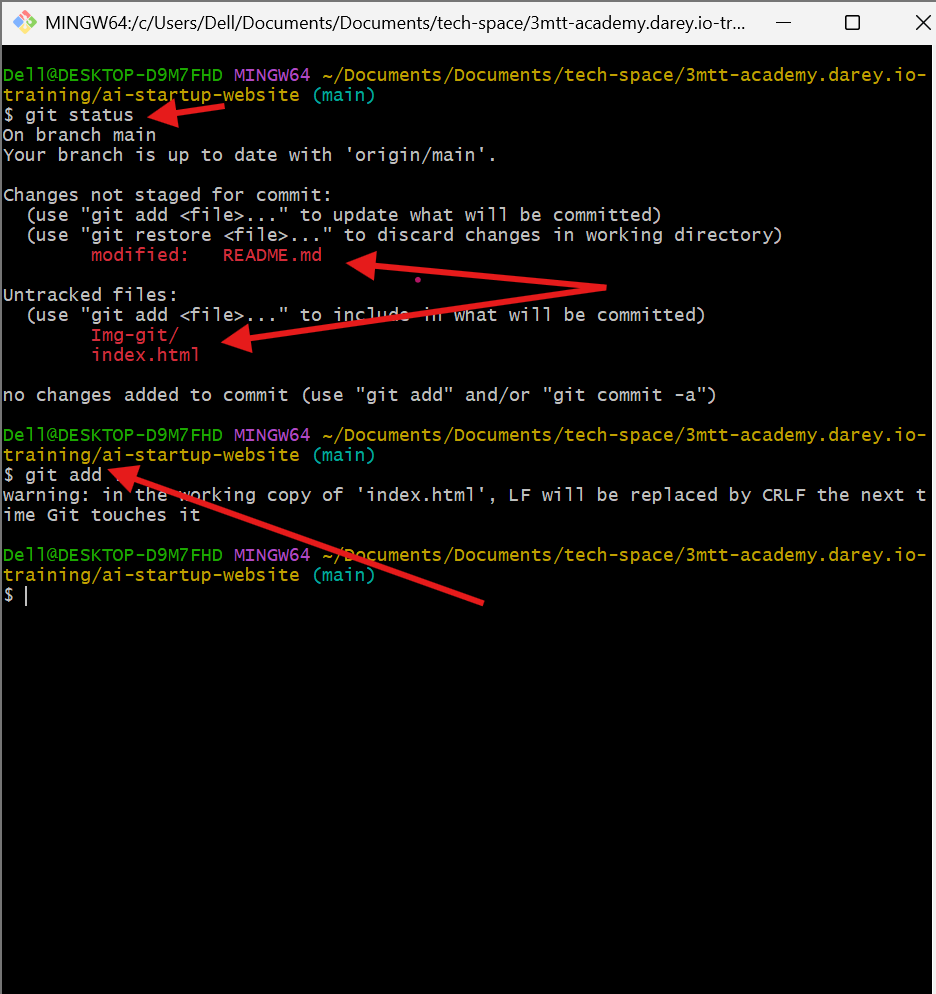 MINGW64:/c/Users/Dell/Documents/Documents/tech-space/3mtt-academy.darey.io-tr...
Dell@DESKTOP-D9M7FHD MINGW64 ~/Documents/Documents/tech-space/3mtt-academy.darey.io-
training/ai-startup-website (main)
$ git status
On branch main
Your branch is up to date with 'origin/main'.
Changes not staged for commit:
(use "git add <file>..." to update what will be committed)
(use "git restore <file>..." to discard changes in working directory)
modified: README.md
Untracked files:
(use "git add <file>..." to include in what will be committed)
Img-git/
index.html
no changes added to commit (use "git add" and/or "git commit -a")
Dell@DESKTOP-D9M7FHD MINGW64 ~/Documents/Documents/tech-space/3mtt-academy.darey.io-
training/ai-startup-website (main)
$ git add
warning: in the working copy of 'index.html', LF will be replaced by CRLF the next t
ime Git touches it
Dell@DESKTOP-D9M7FHD MINGW64 ~/Documents/Documents/tech-space/3mtt-academy.darey.io-
training/ai-startup-website (main)
$